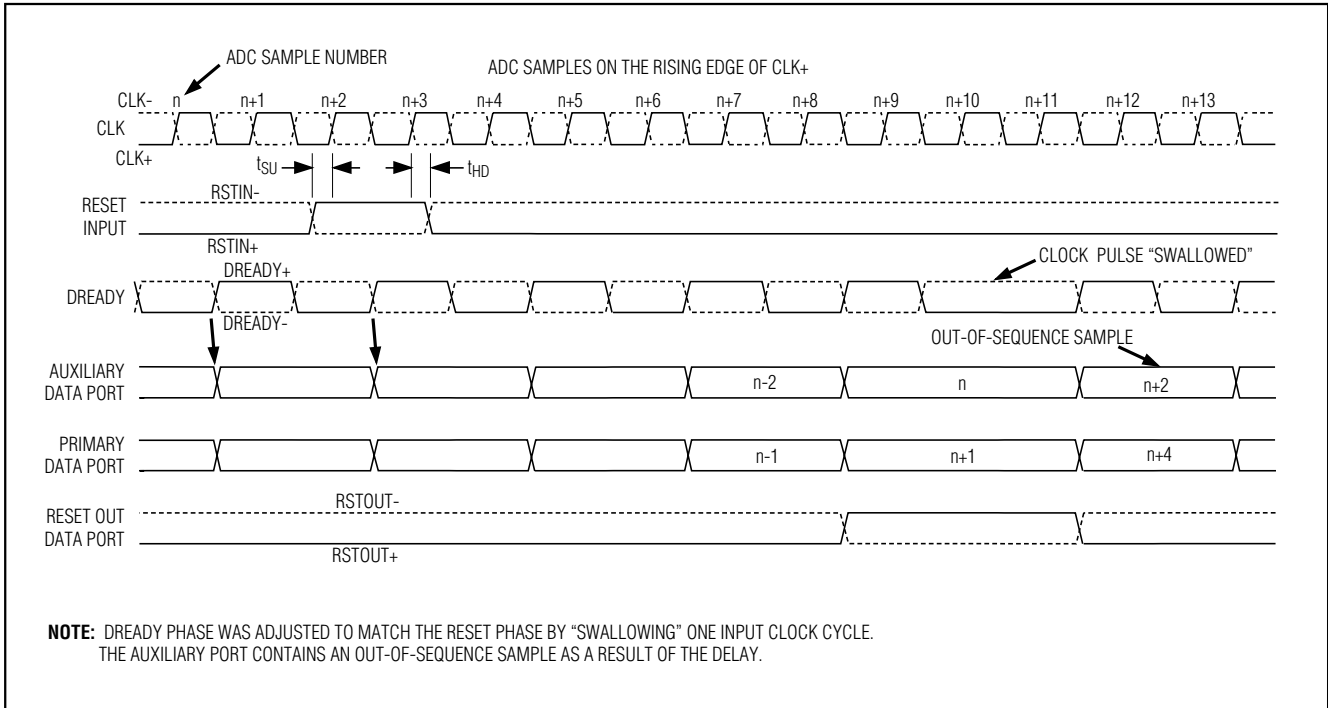 ADC SAMPLE NUMBER
ADC SAMPLES ON THE RISING EDGE OF CLK+
CLK- n n+1 n+2 n+3 n+4 n+5 n+6 n+7 n+8 n+9 n+10 n+11 n+12 n+13
CLK
CLK+
tSU tHD
RSTIN-
RESET
INPUT
RSTIN+
CLOCK PULSE “SWALLOWED”
DREADY+
DREADY
DREADY-
OUT-OF-SEQUENCE SAMPLE
AUXILIARY
DATA PORT
n-2 n n+2
PRIMARY
DATA PORT
n-1 n+1 n+4
RSTOUT-
RESET OUT
DATA PORT
RSTOUT+
NOTE: DREADY PHASE WAS ADJUSTED TO MATCH THE RESET PHASE BY “SWALLOWING” ONE INPUT CLOCK CYCLE.
THE AUXILIARY PORT CONTAINS AN OUT-OF-SEQUENCE SAMPLE AS A RESULT OF THE DELAY.